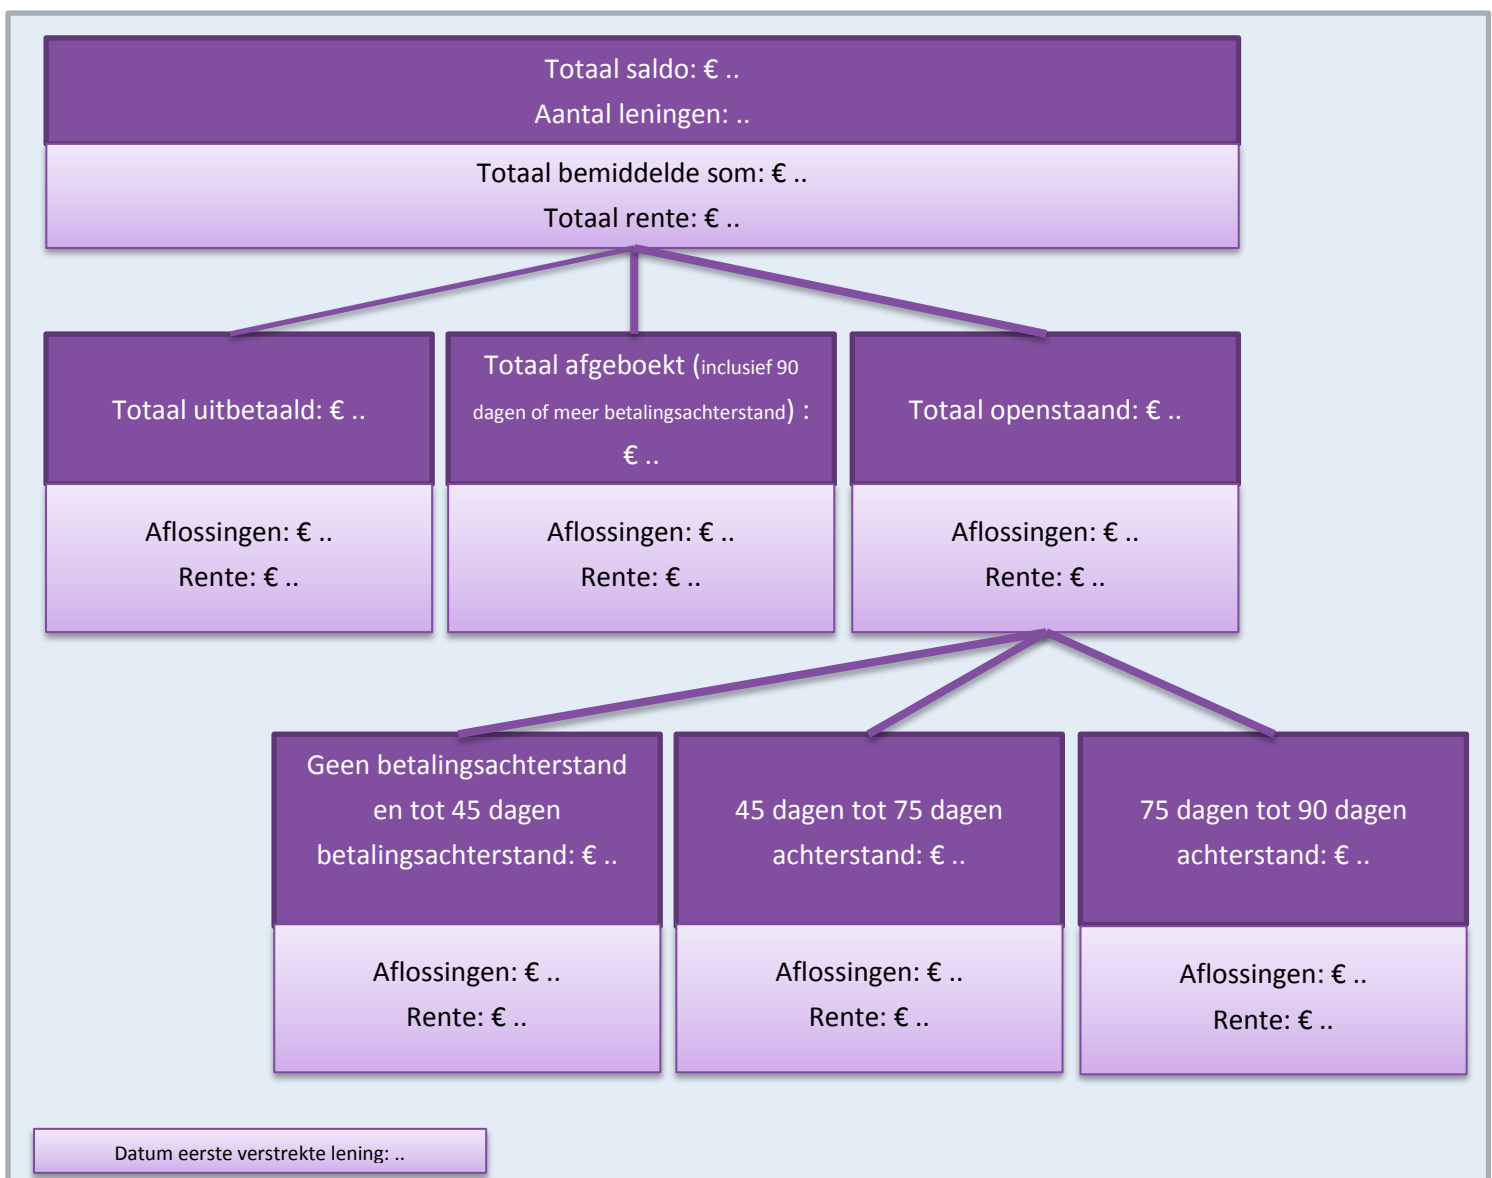 Totaal saldo: € ..
Aantal leningen: ..
Totaal bemiddelde som: € ..
Totaal rente: € ..
Totaal uitbetaald: € ..
Totaal afgeboekt (inclusief 90
dagen of meer betalingsachterstand) :
€ ..
Totaal openstaand: € ..
Aflossingen: € ..
Rente: € ..
Aflossingen: € ..
Rente: € ..
Aflossingen: € ..
Rente: € ..
Geen betalingsachterstand
en tot 45 dagen
betalingsachterstand: € ..
45 dagen tot 75 dagen
achterstand: € ..
75 dagen tot 90 dagen
achterstand: € ..
Aflossingen: € ..
Rente: € ..
Aflossingen: € ..
Rente: € ..
Aflossingen: € ..
Rente: € ..
Datum eerste verstrekte lening: ..